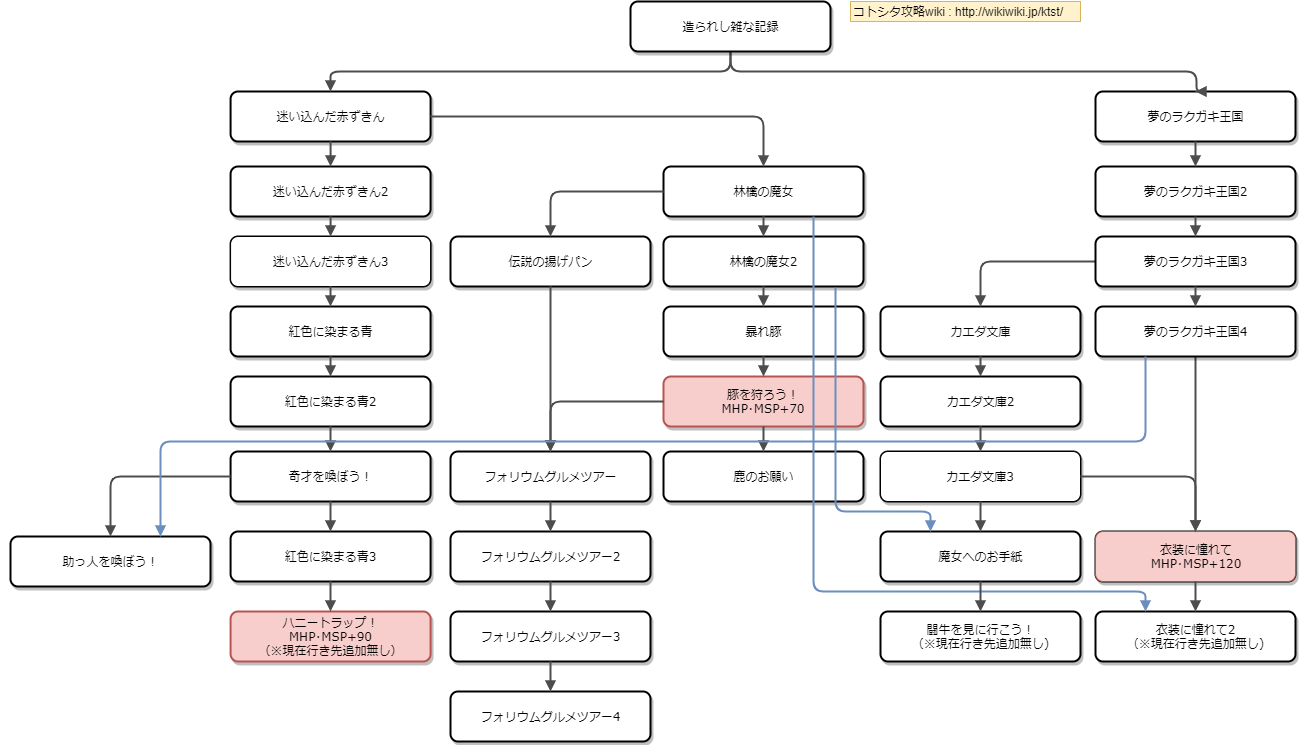 造られし雑な記録
コトシタ攻略wiki : http://wikiwiki.jp/ktst/
迷い込んだ赤ずきん
夢のラクガキ王国
迷い込んだ赤ずきん2
林檎の魔女
夢のラクガキ王国2
迷い込んだ赤ずきん3
伝説の揚げパン
林檎の魔女2
夢のラクガキ王国3
紅色に染まる青
暴れ豚
カエダ文庫
夢のラクガキ王国4
紅色に染まる青2
豚を狩ろう！
MHP・MSP+70
カエダ文庫2
奇才を喚ぼう！
フォリウムグルメツアー
鹿のお願い
カエダ文庫3
助っ人を喚ぼう！
紅色に染まる青3
フォリウムグルメツアー2
魔女へのお手紙
衣装に憧れて
MHP・MSP+120
ハニートラップ！
MHP・MSP+90
（※現在行き先追加無し）
フォリウムグルメツアー3
闘牛を見に行こう！
（※現在行き先追加無し）
衣装に憧れて2
（※現在行き先追加無し）
フォリウムグルメツアー4